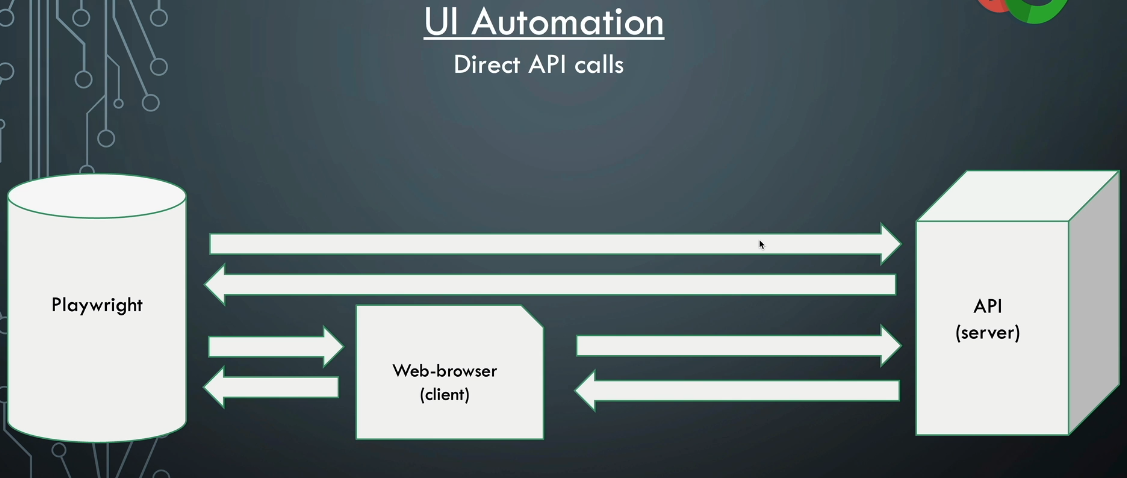 UI Automation
Direct API calls
Playwright
Web-browser
(client)
API
(server)